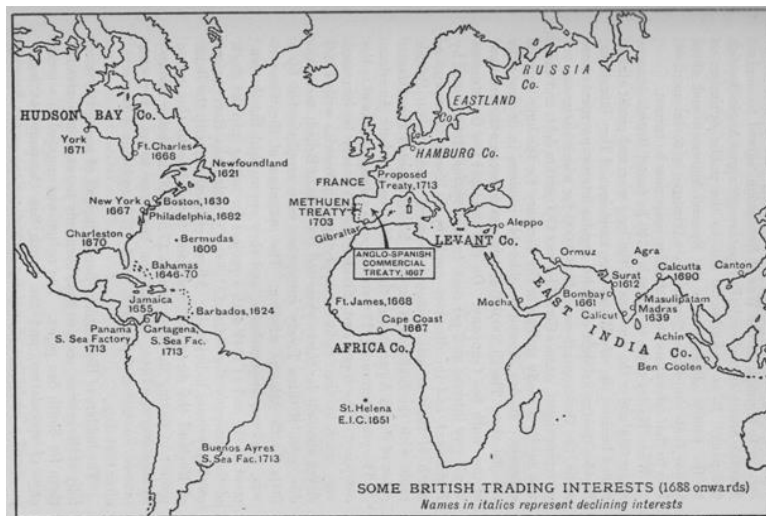 RUSSIA
Co.
EASTLAND
Co.
HUDSON BAY Co.
York
1671
Ft. Charles
1668
Newfoundland
1621
HAMBURG Co.
FRANCE
Proposed
Treaty, 1713
New York
1667
Boston, 1630
Philadelphia, 1682
METHUEN
TREATY
1703
Charleston
1670
Bermudas
1609
Gibraltar
ANGLO-SPANISH
COMMERCIAL
TREATY, 1667
LEVANT Co.
Aleppo
Bahamas
1646-70
Jamaica
1655
Barbados, 1624
Ormuz
Agra
Surat
1612
Calcutta
1690
Canton
Mocha
Bombay
1661
Masulipatam
Madras
1639
Calicut
EAST INDIA Co.
Achin
Ben Coolen
Panama
S. Sea Factory
1713
Cartagena,
S. Sea Fac.
1713
Ft. James, 1668
Cape Coast
1667
AFRICA Co.
St. Helena
E.I.C. 1651
Buenos Ayres
S. Sea Fac. 1713
SOME BRITISH TRADING INTERESTS (1688 onwards)
Names in italics represent declining interests